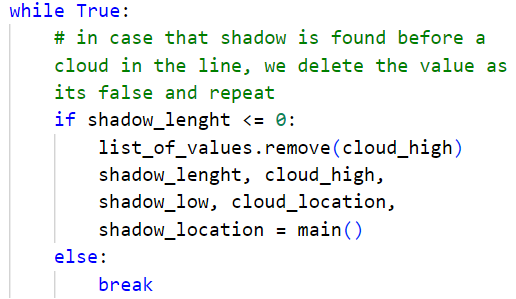 while True:
# in case that shadow is found before a
cloud in the line, we delete the value as
its false and repeat
if shadow_lenght <= 0:
list_of_values.remove(cloud_high)
shadow_lenght, cloud_high,
shadow_low, cloud_location,
shadow_location = main()
else:
break